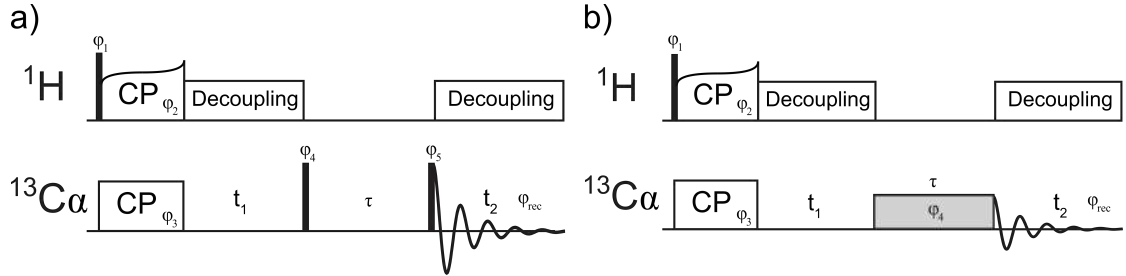 a)
φ1
¹H
CP φ2
Decoupling
Decoupling
¹³Cα
CP φ3
t1
φ4
τ
φ5
t2
φrec
b)
φ1
¹H
CP φ2
Decoupling
Decoupling
¹³Cα
CP φ3
t1
τ
φ4
t2
φrec